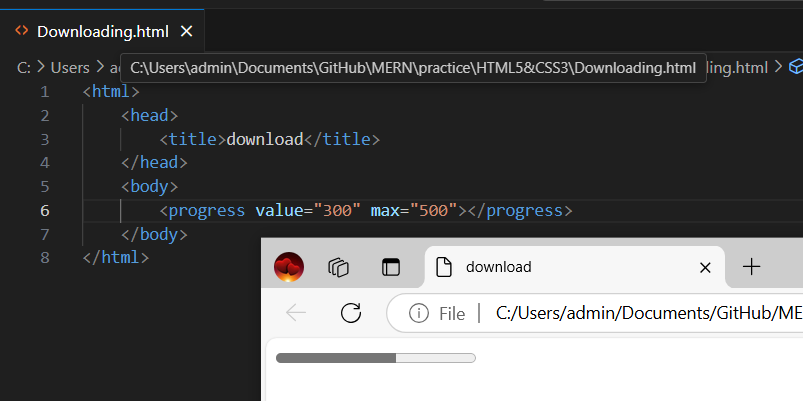 Downloading.html
C: > Users > C:\Users\admin\Documents\GitHub\MERN\practice\HTML5&CSS3\Downloading.html ing.html >
1 <html>
2 <head>
3 <title>download</title>
4 </head>
5 <body>
6 <progress value="300" max="500"></progress>
7 </body>
8 </html>
download
File | C:/Users/admin/Documents/GitHub/ME